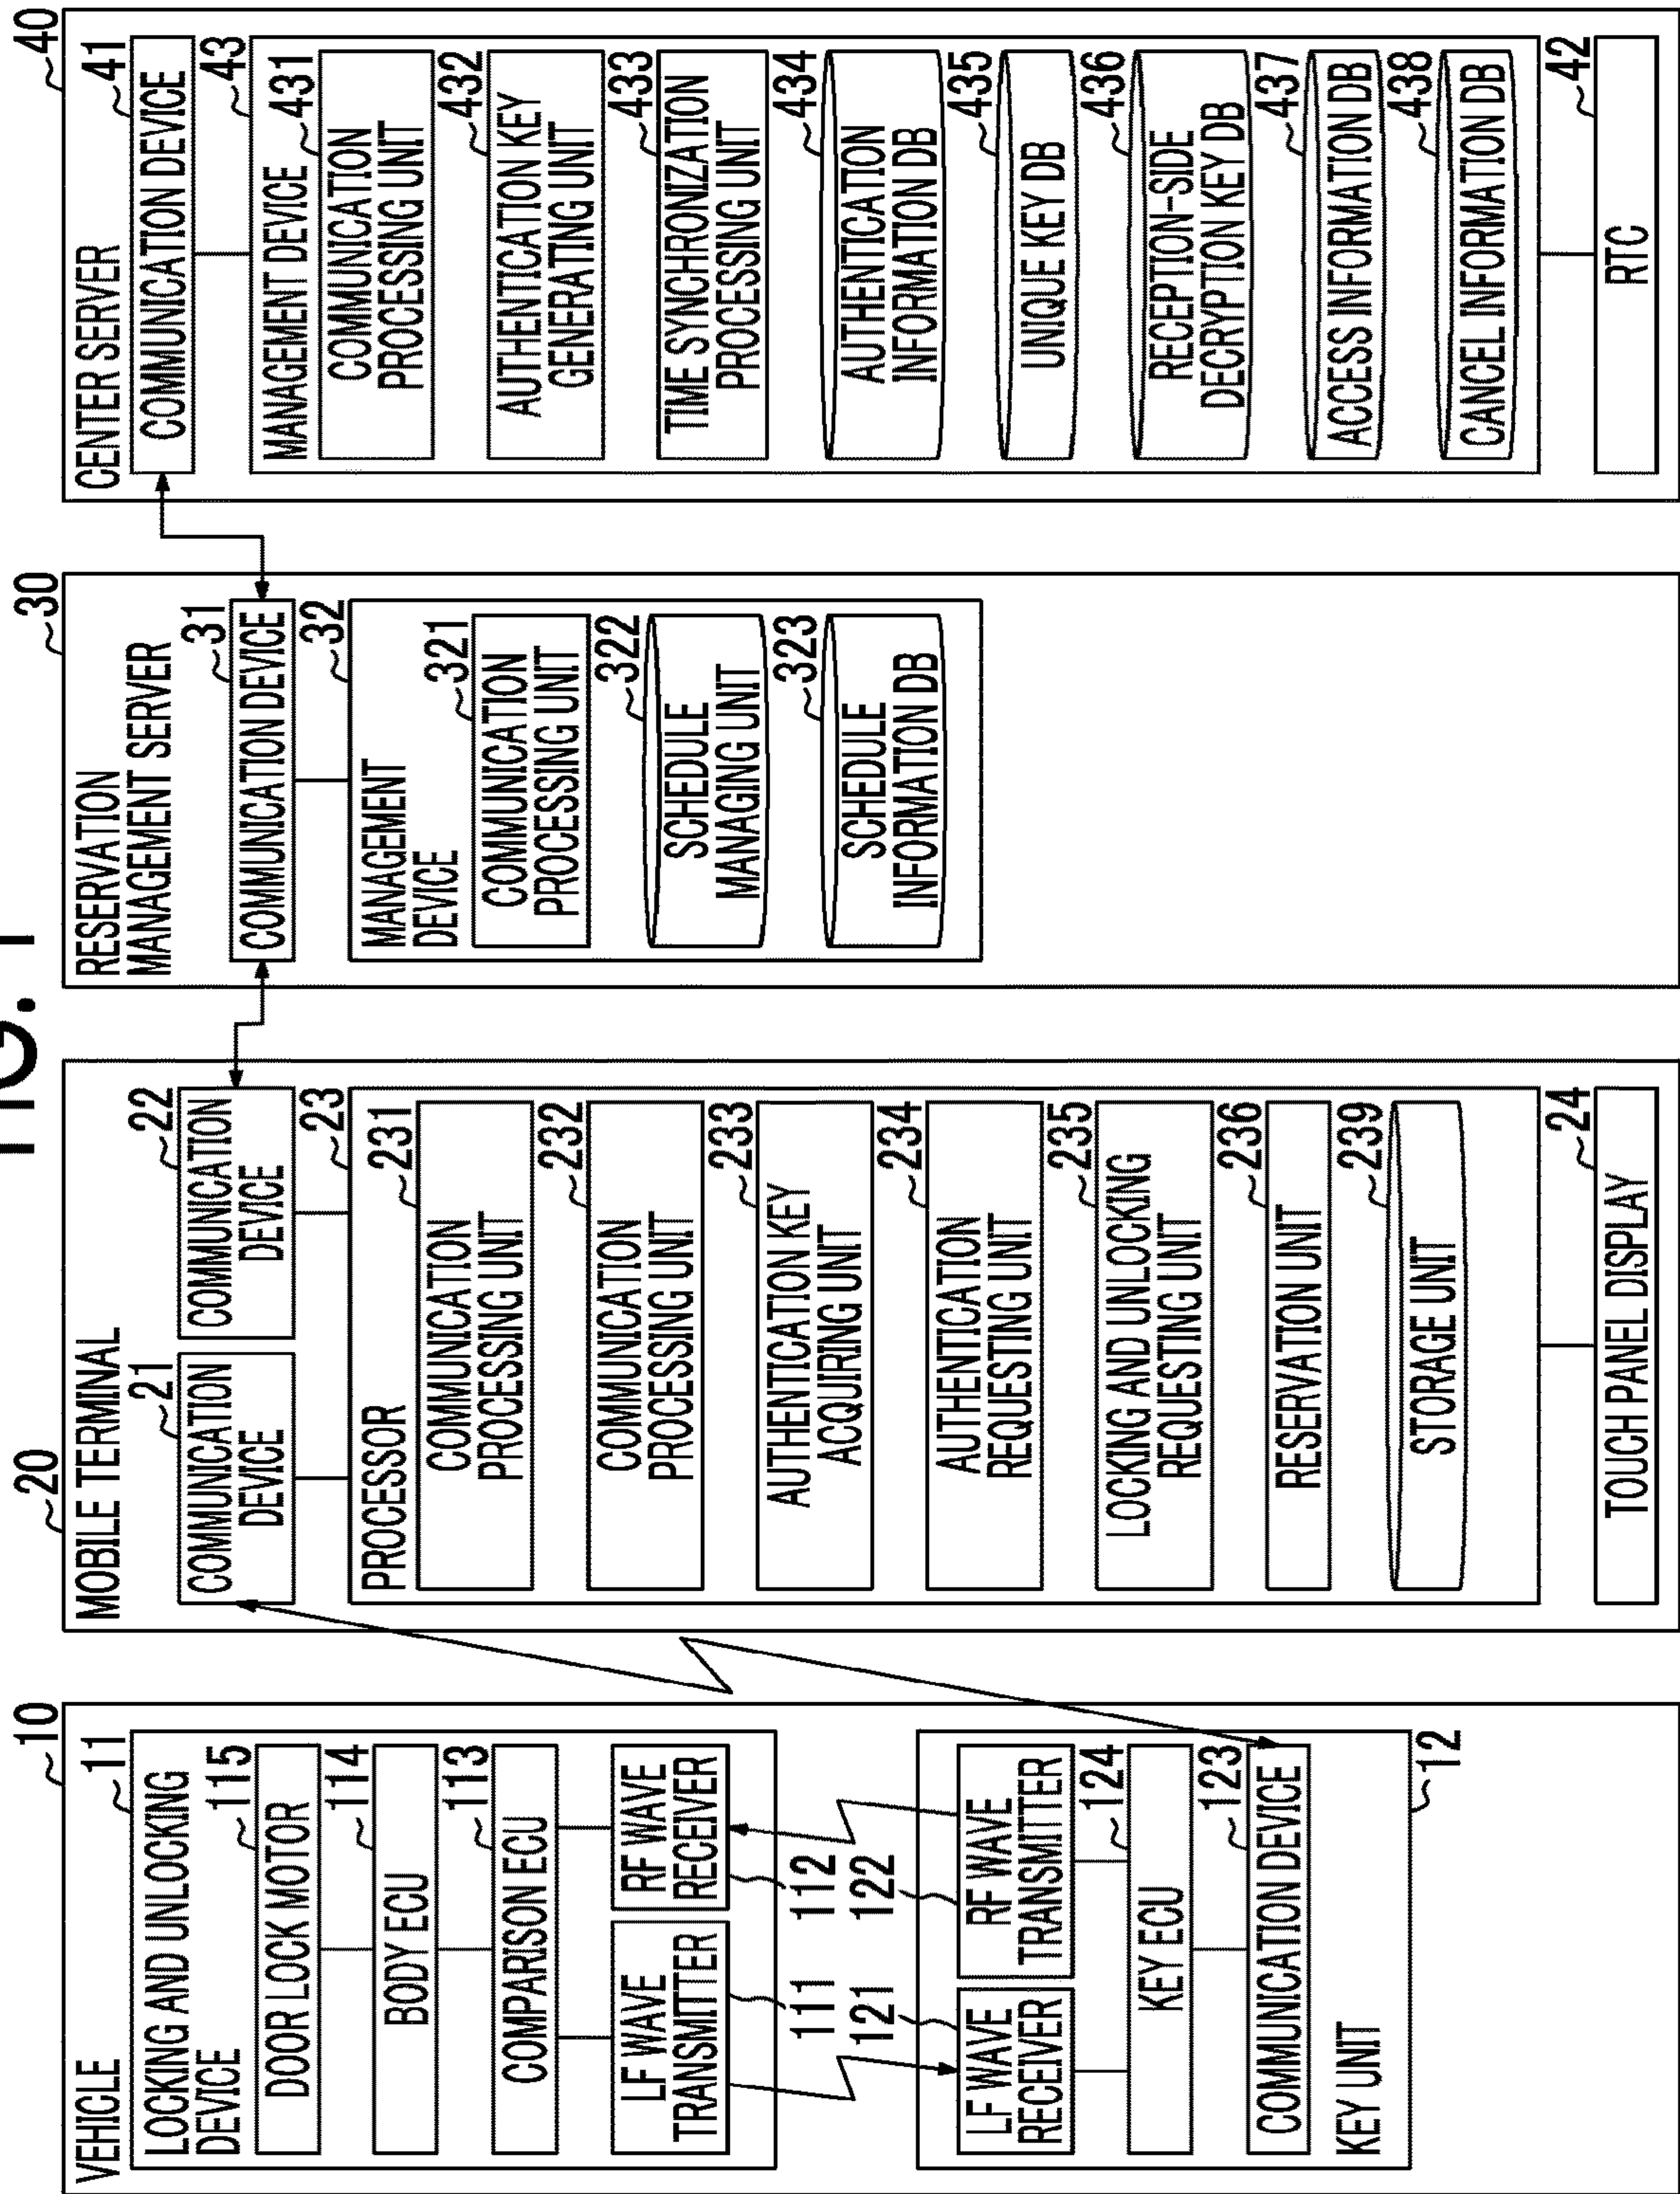 FIG. 1
10
VEHICLE
11
LOCKING AND UNLOCKING
DEVICE
115
DOOR LOCK MOTOR
114
BODY ECU
113
COMPARISON ECU
LF WAVE
TRANSMITTER
RF WAVE
RECEIVER
111
112
121
122
LF WAVE
RECEIVER
RF WAVE
TRANSMITTER
124
KEY ECU
123
COMMUNICATION DEVICE
KEY UNIT
12
20
MOBILE TERMINAL
21
COMMUNICATION
DEVICE
22
COMMUNICATION
DEVICE
23
PROCESSOR
231
COMMUNICATION
PROCESSING UNIT
232
COMMUNICATION
PROCESSING UNIT
233
AUTHENTICATION KEY
ACQUIRING UNIT
234
AUTHENTICATION
REQUESTING UNIT
235
LOCKING AND UNLOCKING
REQUESTING UNIT
236
RESERVATION UNIT
239
STORAGE UNIT
24
TOUCH PANEL DISPLAY
30
RESERVATION
MANAGEMENT SERVER
31
COMMUNICATION DEVICE
32
MANAGEMENT
DEVICE
321
COMMUNICATION
PROCESSING UNIT
322
SCHEDULE
MANAGING UNIT
323
SCHEDULE
INFORMATION DB
40
CENTER SERVER
41
COMMUNICATION DEVICE
43
MANAGEMENT DEVICE
431
COMMUNICATION
PROCESSING UNIT
432
AUTHENTICATION KEY
GENERATING UNIT
433
TIME SYNCHRONIZATION
PROCESSING UNIT
434
AUTHENTICATION
INFORMATION DB
435
UNIQUE KEY DB
436
RECEPTION-SIDE
DECRYPTION KEY DB
437
ACCESS INFORMATION DB
438
CANCEL INFORMATION DB
42
RTC